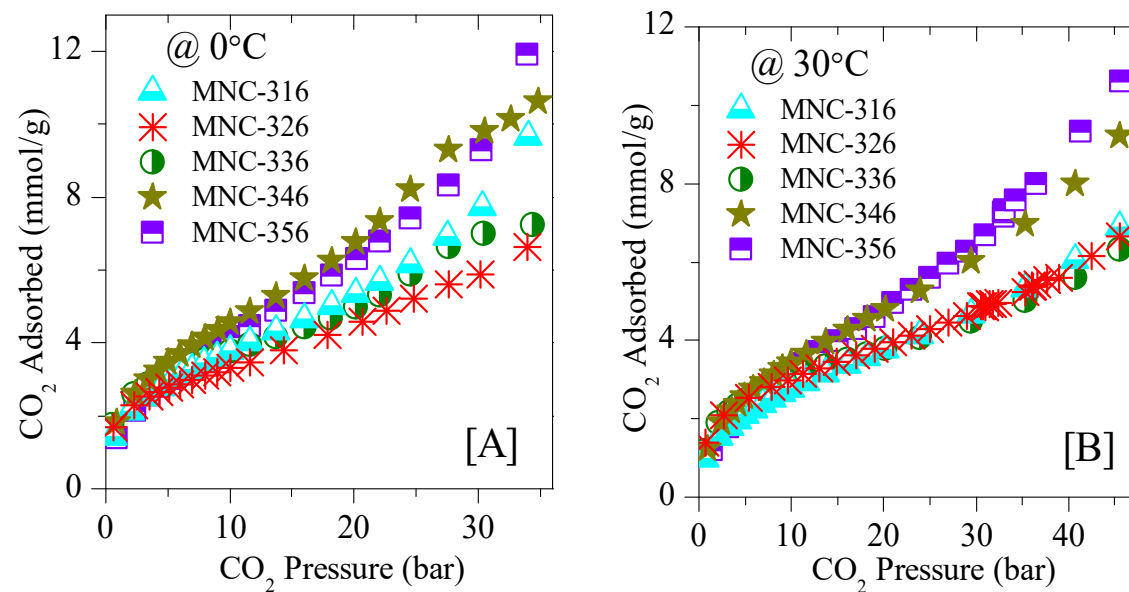 @ 0°C
MNC-316
MNC-326
MNC-336
MNC-346
MNC-356
[A]
12
8
4
0
CO₂ Adsorbed (mmol/g)
0 10 20 30
CO₂ Pressure (bar)
@ 30°C
MNC-316
MNC-326
MNC-336
MNC-346
MNC-356
[B]
12
8
4
0
CO₂ Adsorbed (mmol/g)
0 10 20 30 40
CO₂ Pressure (bar)